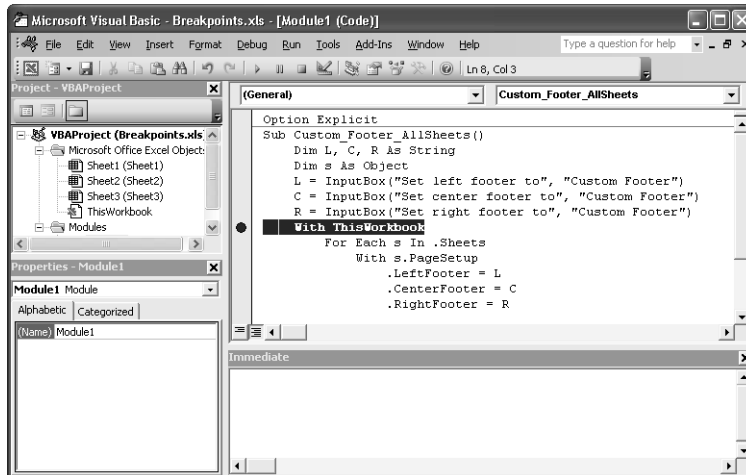 Microsoft Visual Basic - Breakpoints.xls - [Module1 (Code)]
File Edit View Insert Format Debug Run Tools Add-Ins Window Help Type a question for help
Ln 8, Col 3
Project - VBAProject
VBAProject (Breakpoints.xls)
Microsoft Office Excel Objects
Sheet1 (Sheet1)
Sheet2 (Sheet2)
Sheet3 (Sheet3)
ThisWorkbook
Modules
Properties - Module1
Module1 Module
Alphabetic Categorized
(Name) Module1
(General) Custom_Footer_AllSheets
Option Explicit
Sub Custom_Footer_AllSheets()
Dim L, C, R As String
Dim s As Object
L = InputBox("Set left footer to", "Custom Footer")
C = InputBox("Set center footer to", "Custom Footer")
R = InputBox("Set right footer to", "Custom Footer")
With ThisWorkbook
For Each s In .Sheets
With s.PageSetup
.LeftFooter = L
.CenterFooter = C
.RightFooter = R
Immediate